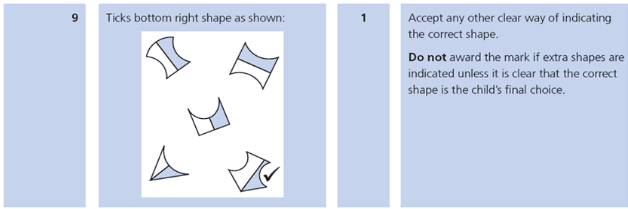 9
Ticks bottom right shape as shown:
1
Accept any other clear way of indicating
the correct shape.
Do not award the mark if extra shapes are
indicated unless it is clear that the correct
shape is the child's final choice.